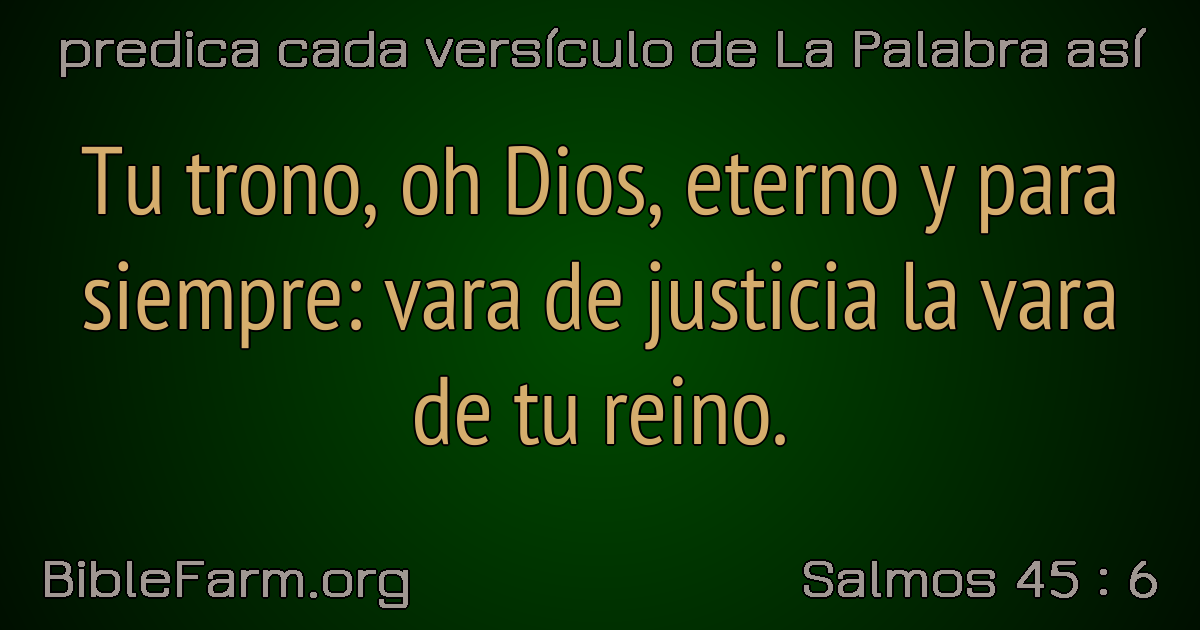 predica cada versículo de La Palabra así
Tu trono, oh Dios, eterno y para
siempre: vara de justicia la vara
de tu reino.
BibleFarm.org
Salmos 45 : 6